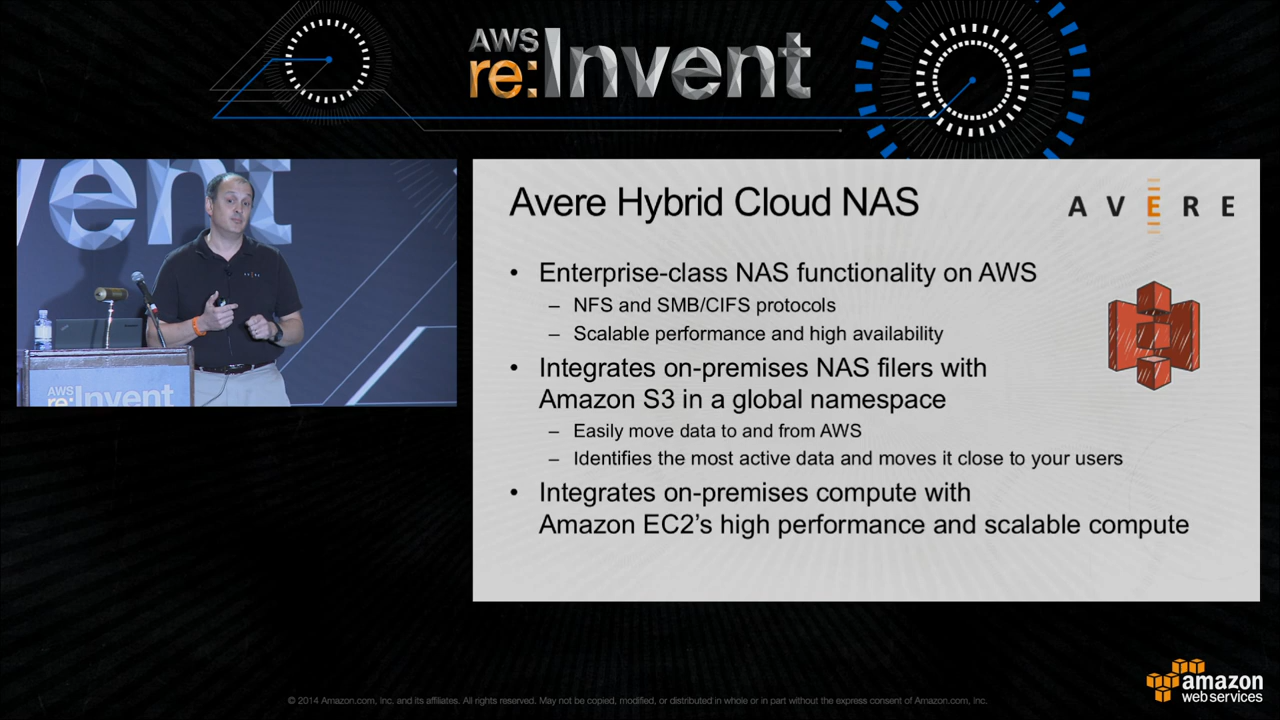 AWS
re:Invent
vent
AWS
re:Invent
Avere Hybrid Cloud NAS
AVERE
• Enterprise-class NAS functionality on AWS
– NFS and SMB/CIFS protocols
– Scalable performance and high availability
• Integrates on-premises NAS filers with
Amazon S3 in a global namespace
– Easily move data to and from AWS
– Identifies the most active data and moves it close to your users
• Integrates on-premises compute with
Amazon EC2’s high performance and scalable compute
amazon
web services
© 2014 Amazon.com, Inc. and its affiliates. All rights reserved. May not be copied, modified, or distributed in whole or in part without the express consent of Amazon.com, Inc.